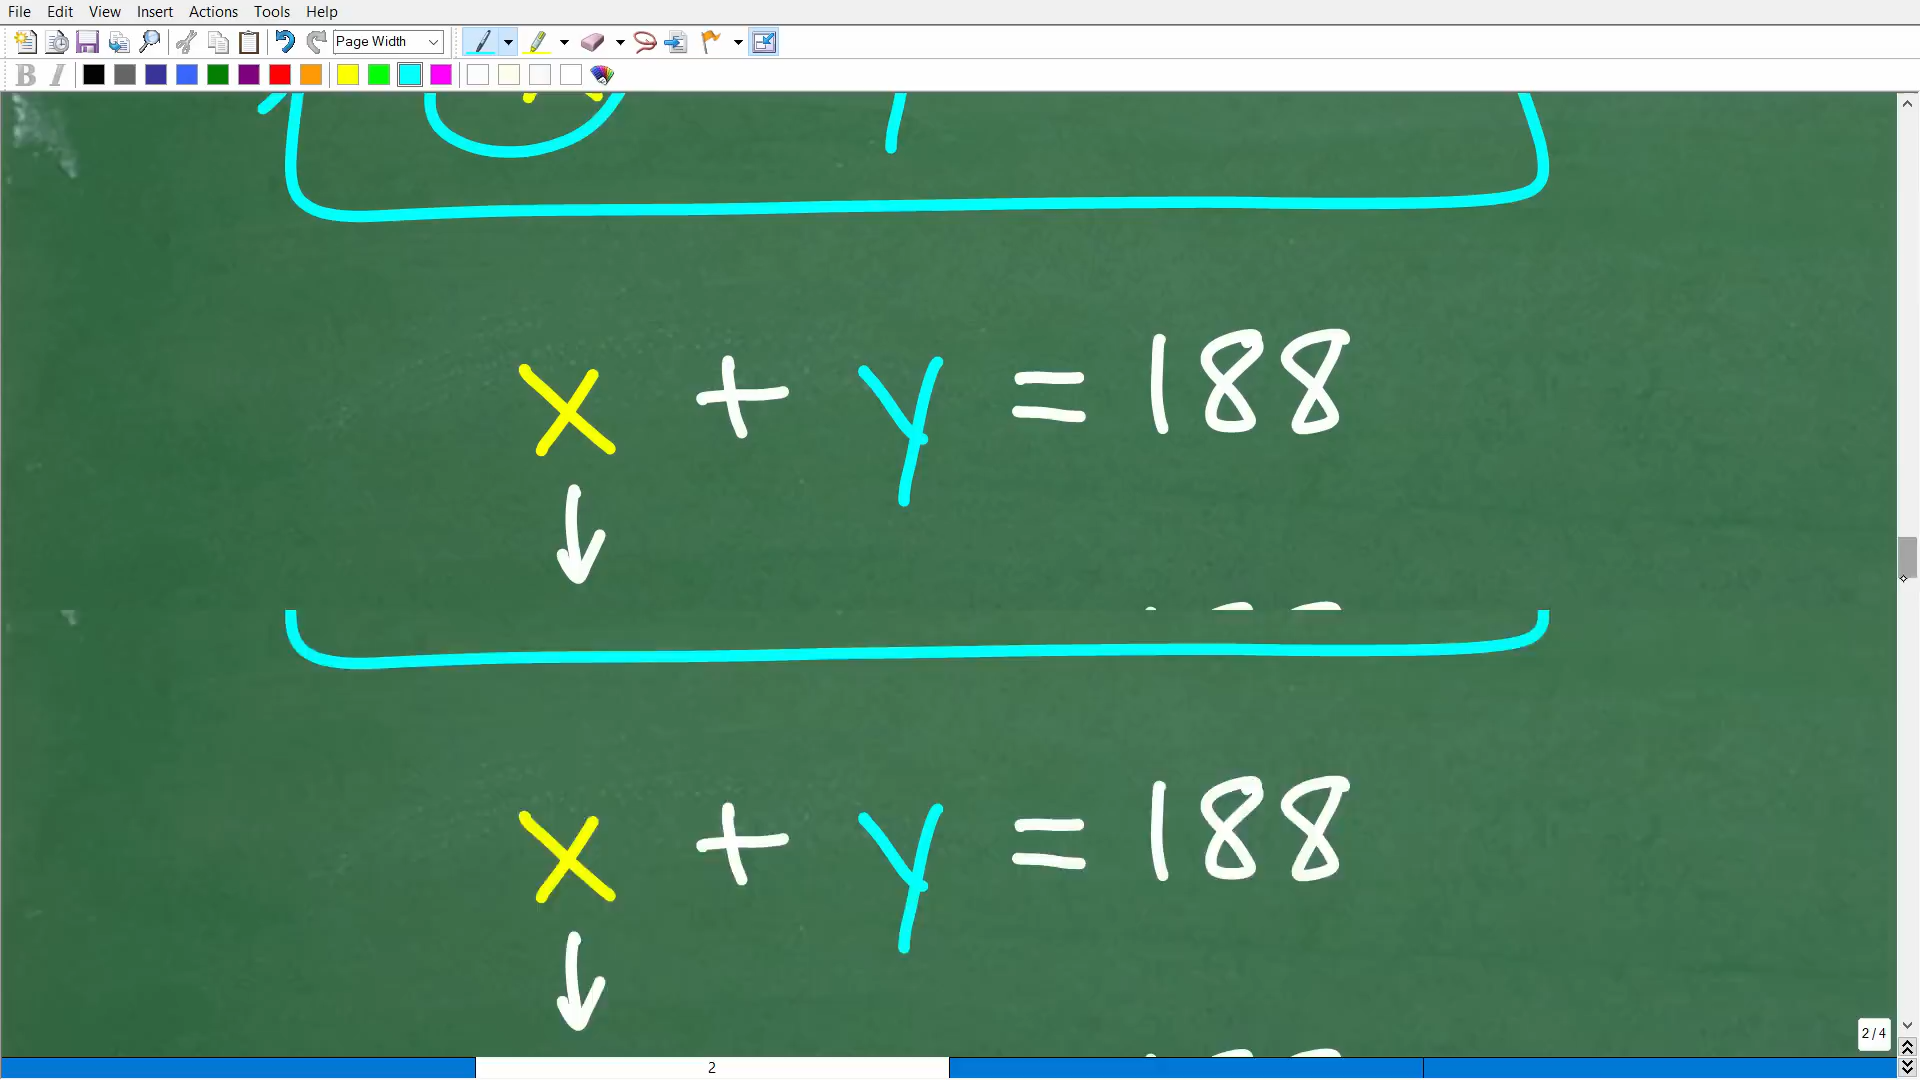 File Edit View Insert Actions Tools Help
Page Width
B I
x + y = 188
x + y = 188
2 / 4
2